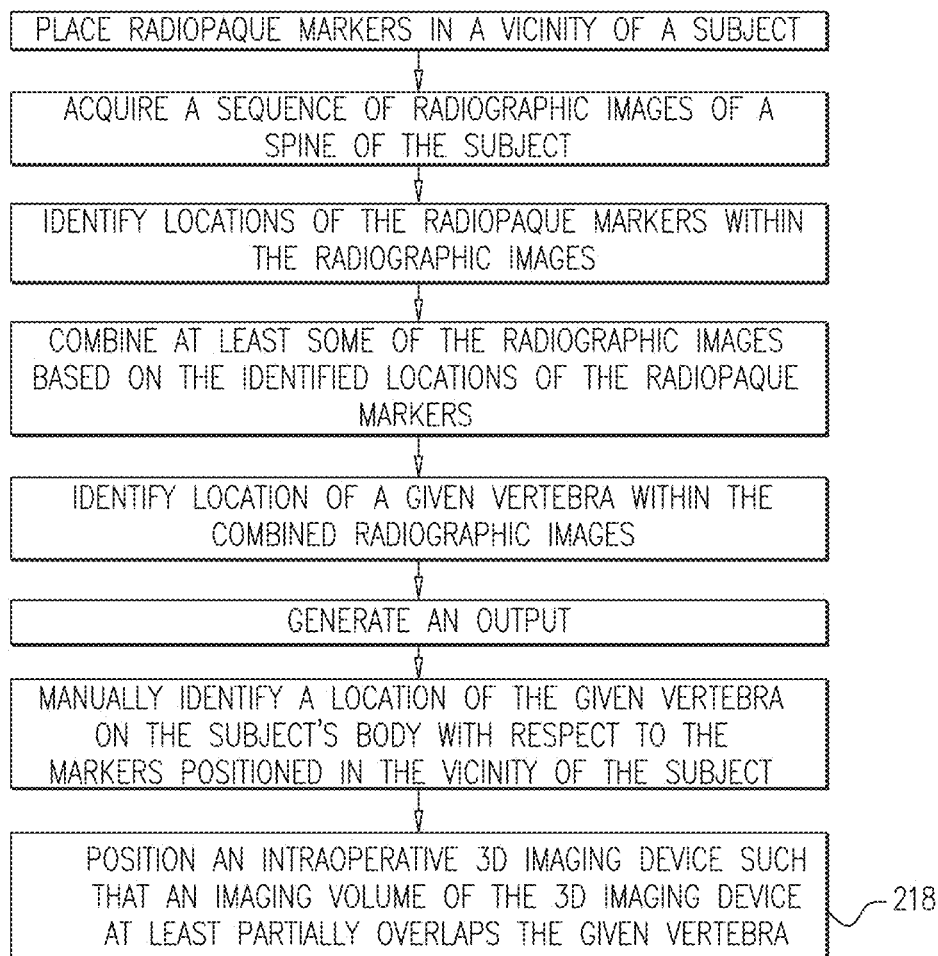 PLACE RADIOPAQUE MARKERS IN A VICINITY OF A SUBJECT
ACQUIRE A SEQUENCE OF RADIOGRAPHIC IMAGES OF A
SPINE OF THE SUBJECT
IDENTIFY LOCATIONS OF THE RADIOPAQUE MARKERS WITHIN
THE RADIOGRAPHIC IMAGES
COMBINE AT LEAST SOME OF THE RADIOGRAPHIC IMAGES
BASED ON THE IDENTIFIED LOCATIONS OF THE RADIOPAQUE
MARKERS
IDENTIFY LOCATION OF A GIVEN VERTEBRA WITHIN THE
COMBINED RADIOGRAPHIC IMAGES
GENERATE AN OUTPUT
MANUALLY IDENTIFY A LOCATION OF THE GIVEN VERTEBRA
ON THE SUBJECT'S BODY WITH RESPECT TO THE
MARKERS POSITIONED IN THE VICINITY OF THE SUBJECT
POSITION AN INTRAOPERATIVE 3D IMAGING DEVICE SUCH
THAT AN IMAGING VOLUME OF THE 3D IMAGING DEVICE
AT LEAST PARTIALLY OVERLAPS THE GIVEN VERTEBRA
218